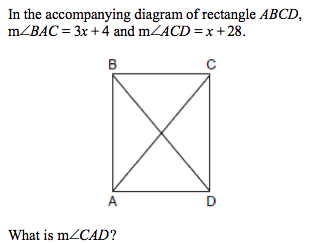 In the accompanying diagram of rectangle ABCD,
m∠BAC = 3x + 4 and m∠ACD = x + 28.
B C
A D
What is m∠CAD?